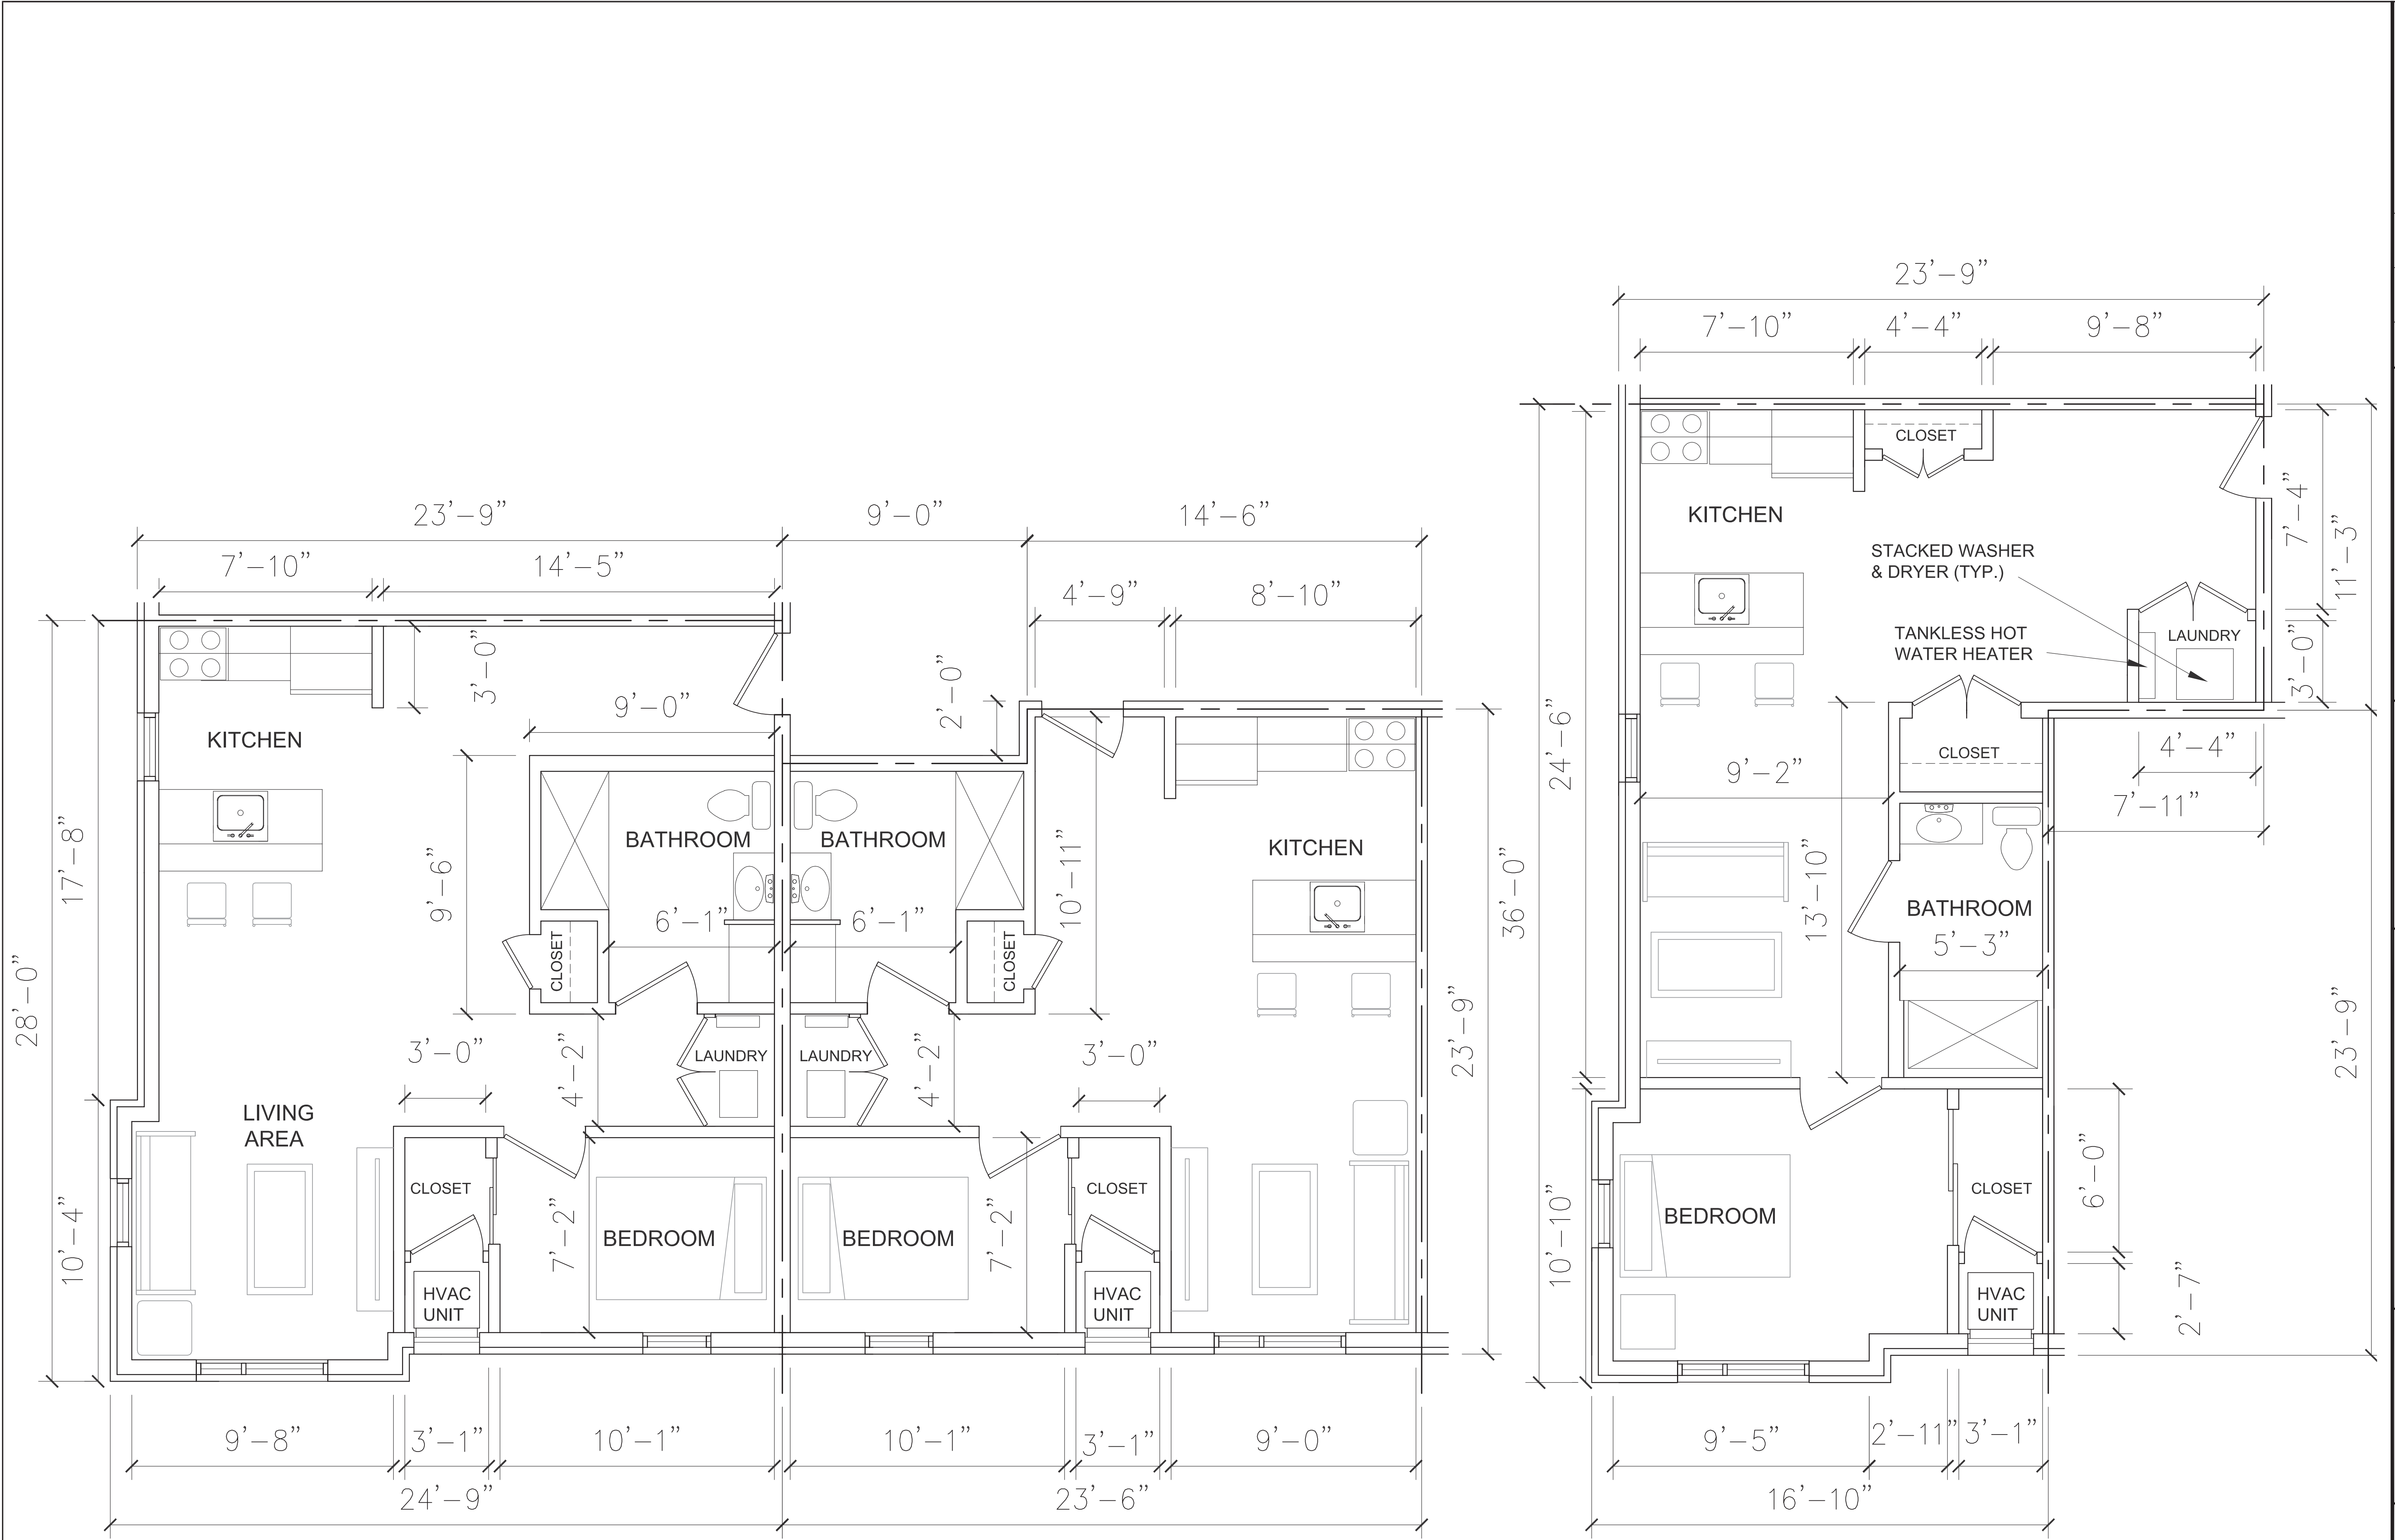 23'-9"
7'-10"
4'-4"
9'-8"
CLOSET
KITCHEN
7'-4"
11'-3"
STACKED WASHER
& DRYER (TYP.)
TANKLESS HOT
WATER HEATER
LAUNDRY
3'-0"
24'-6"
36'-0"
CLOSET
4'-4"
9'-2"
7'-11"
13'-10"
BATHROOM
5'-3"
23'-9"
10'-10"
BEDROOM
CLOSET
6'-0"
HVAC
UNIT
2'-7"
9'-5"
2'-11"
3'-1"
16'-10"
23'-9"
9'-0"
14'-6"
7'-10"
14'-5"
4'-9"
8'-10"
3'-0"
2'-0"
9'-0"
KITCHEN
17'-8"
28'-0"
9'-6"
BATHROOM
BATHROOM
10'-11"
KITCHEN
6'-1"
6'-1"
CLOSET
CLOSET
23'-9"
3'-0"
4'-2"
LAUNDRY
LAUNDRY
4'-2"
3'-0"
LIVING
AREA
10'-4"
CLOSET
7'-2"
BEDROOM
BEDROOM
7'-2"
CLOSET
HVAC
UNIT
HVAC
UNIT
9'-8"
3'-1"
10'-1"
10'-1"
3'-1"
9'-0"
24'-9"
23'-6"